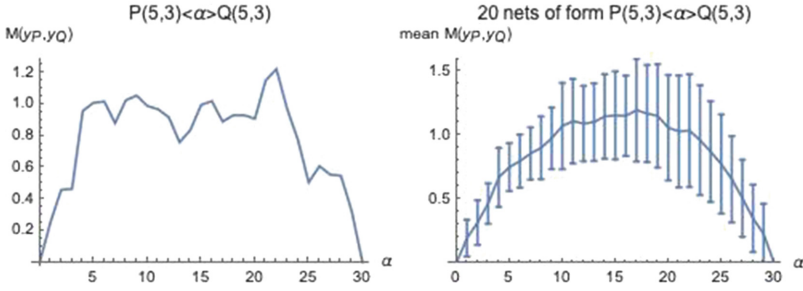 P(5,3)<α>Q(5,3)
M(yP,yQ)
1.2
1.0
0.8
0.6
0.4
0.2
5 10 15 20 25 30 α
20 nets of form P(5,3)<α>Q(5,3)
mean M(yP,yQ)
1.5
1.0
0.5
0 5 10 15 20 25 30 α